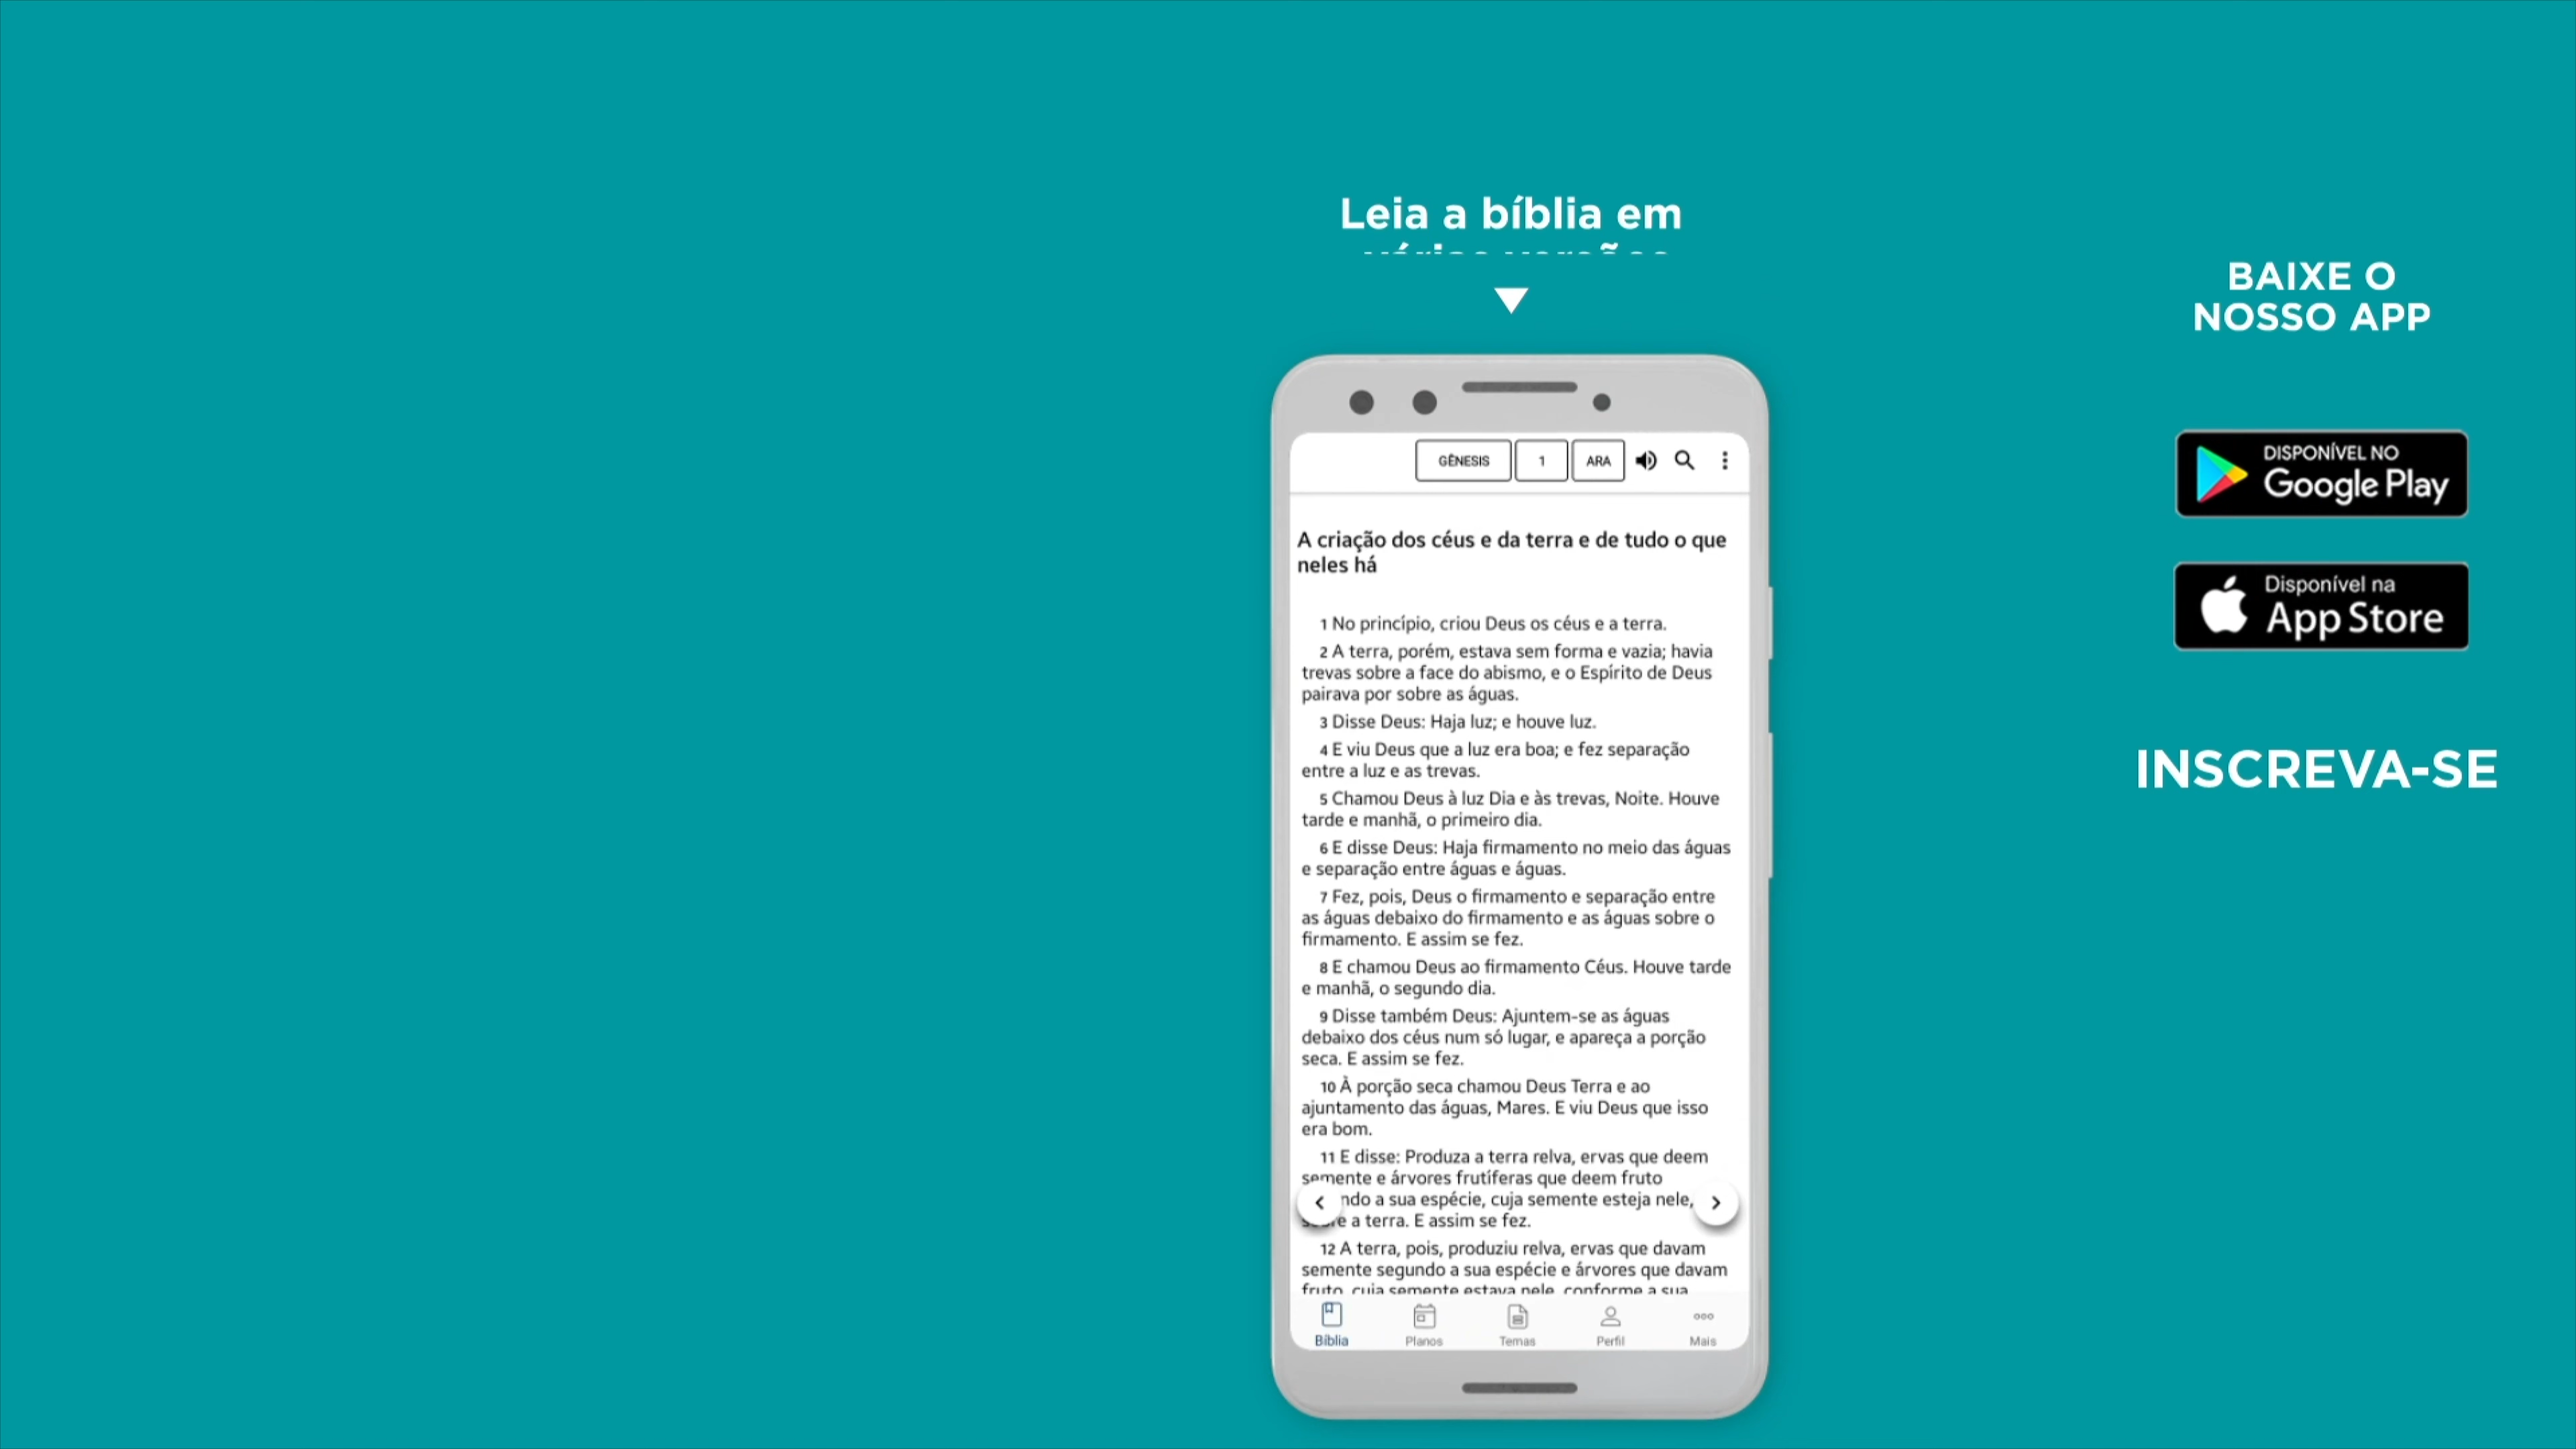 Leia a bíblia em
várias versões
BAIXE O
NOSSO APP
DISPONÍVEL NO
Google Play
Disponível na
App Store
INSCREVA-SE
GÊNESIS 1 ARA
A criação dos céus e da terra e de tudo o que
neles há
1 No princípio, criou Deus os céus e a terra.
2 A terra, porém, estava sem forma e vazia; havia
trevas sobre a face do abismo, e o Espírito de Deus
pairava por sobre as águas.
3 Disse Deus: Haja luz; e houve luz.
4 E viu Deus que a luz era boa; e fez separação
entre a luz e as trevas.
5 Chamou Deus à luz Dia e às trevas, Noite. Houve
tarde e manhã, o primeiro dia.
6 E disse Deus: Haja firmamento no meio das águas
e separação entre águas e águas.
7 Fez, pois, Deus o firmamento e separação entre
as águas debaixo do firmamento e as águas sobre o
firmamento. E assim se fez.
8 E chamou Deus ao firmamento Céus. Houve tarde
e manhã, o segundo dia.
9 Disse também Deus: Ajuntem-se as águas
debaixo dos céus num só lugar, e apareça a porção
seca. E assim se fez.
10 À porção seca chamou Deus Terra e ao
ajuntamento das águas, Mares. E viu Deus que isso
era bom.
11 E disse: Produza a terra relva, ervas que deem
semente e árvores frutíferas que deem fruto
a sua espécie, cuja semente esteja nele,
a terra. E assim se fez.
12 A terra, pois, produziu relva, ervas que davam
semente segundo a sua espécie e árvores que davam
fruto, cuja semente estava nele, conforme a sua
Bíblia Planos Temas Perfil Mais